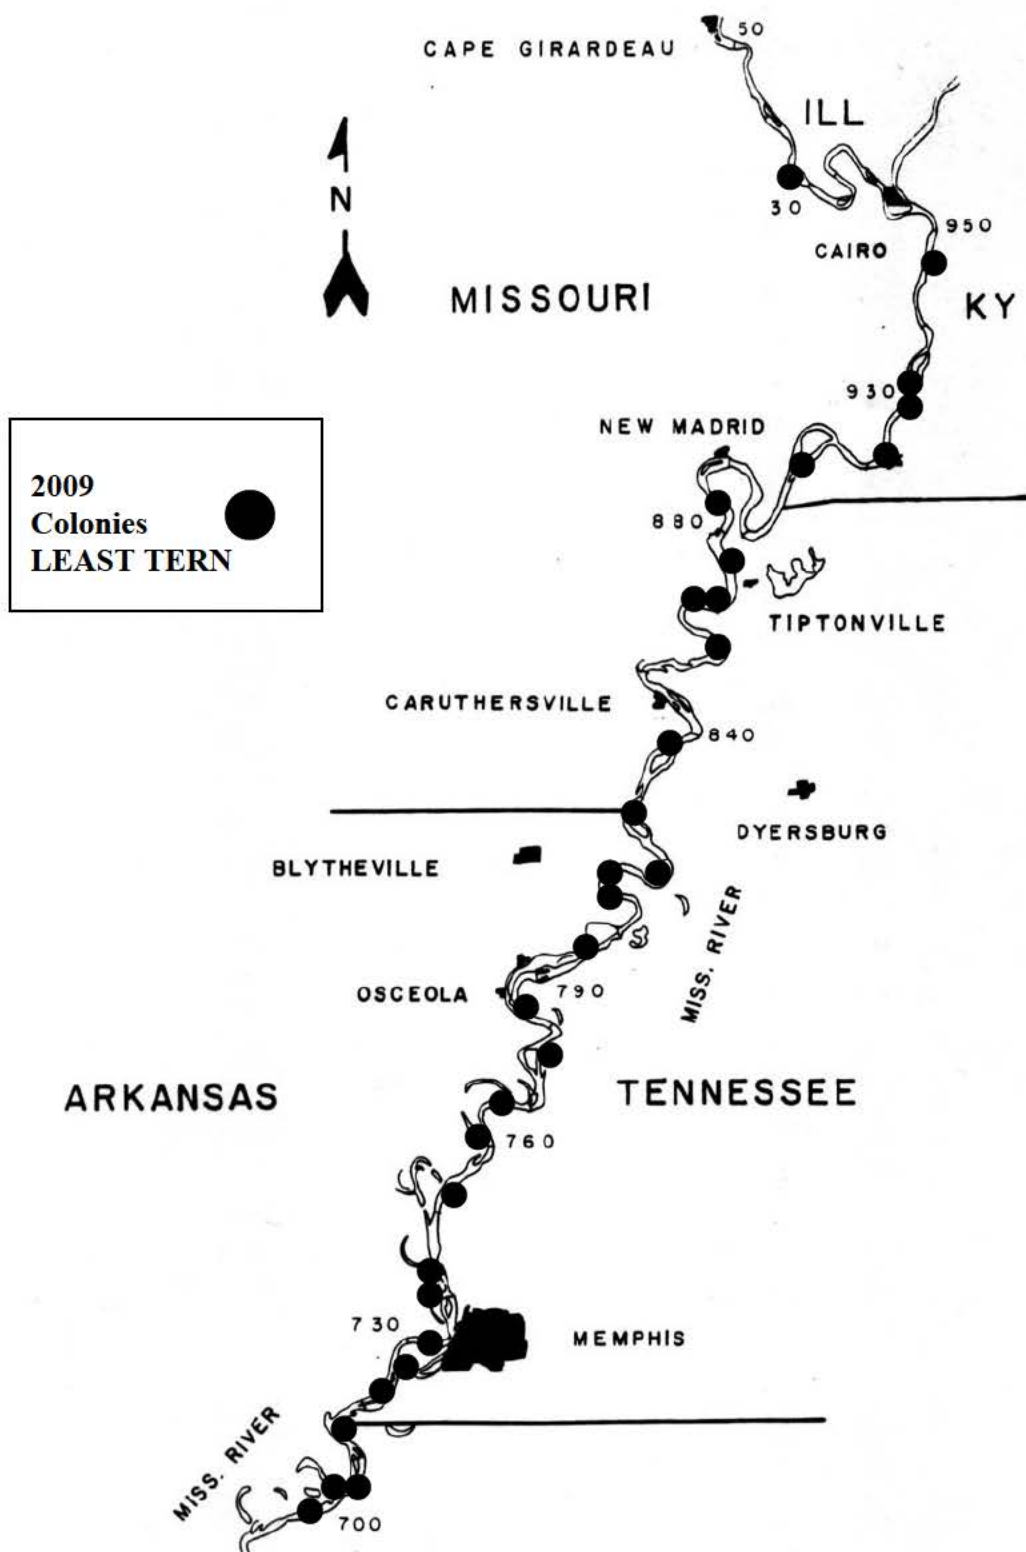 50
CAPE GIRARDEAU
ILL
N
30
950
CAIRO
MISSOURI
KY
930
NEW MADRID
2009
Colonies
LEAST TERN
880
TIPTONVILLE
CARUTHERSVILLE
840
DYERSBURG
BLYTHEVILLE
MISS. RIVER
790
OSCEOLA
ARKANSAS
TENNESSEE
760
730
MEMPHIS
MISS. RIVER
700